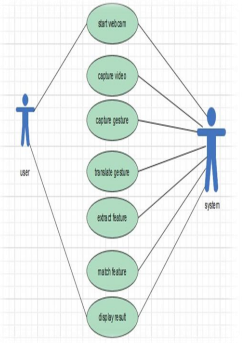 start webcam
capture video
capture gesture
user
translate gesture
system
extract feature
match feature
display result